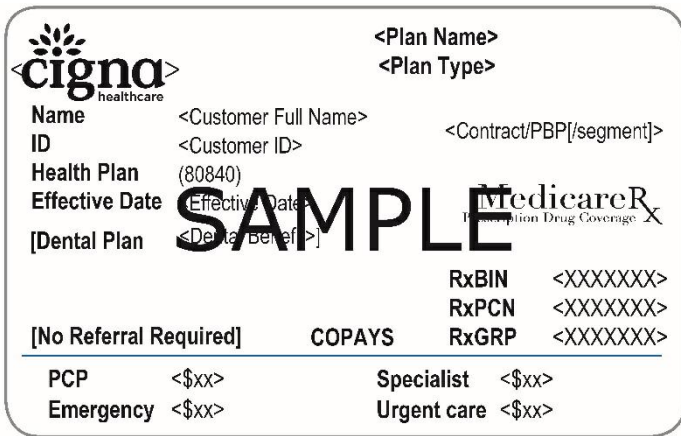 <Plan Name>
<Plan Type>
<cigna>
healthcare
Name <Customer Full Name>
ID <Customer ID>
<Contract/PBP[/segment]>
Health Plan (80840)
Effective Date <Effective Date>
MedicareRx
Prescription Drug Coverage
SAMPLE
[Dental Plan <Dental Benefit>]
RxBIN <XXXXXXX>
RxPCN <XXXXXXX>
[No Referral Required] COPAYS RxGRP <XXXXXXX>
PCP <$xx> Specialist <$xx>
Emergency <$xx> Urgent care <$xx>